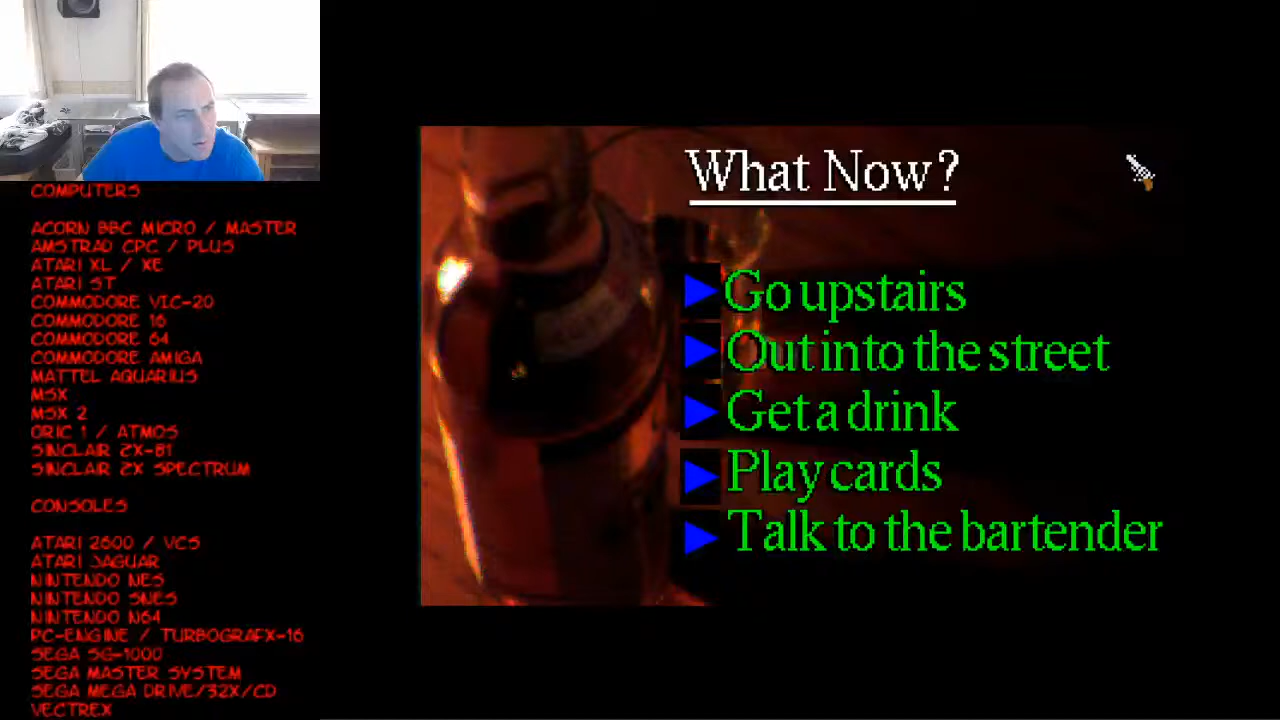 COMPUTERS
ACORN BBC MICRO / MASTER
AMSTRAD CPC / PLUS
ATARI XL / XE
ATARI ST
COMMODORE VIC-20
COMMODORE 16
COMMODORE 64
COMMODORE AMIGA
MATTEL AQUARIUS
MSX
MSX 2
ORIC 1 / ATMOS
SINCLAIR ZX-81
SINCLAIR ZX SPECTRUM
CONSOLES
ATARI 2600 / VCS
ATARI JAGUAR
NINTENDO NES
NINTENDO SNES
NINTENDO N64
PC-ENGINE / TURBOGRAFX-16
SEGA SG-1000
SEGA MASTER SYSTEM
SEGA MEGA DRIVE/32X/CD
VECTREX
What Now?
Go upstairs
Out into the street
Get a drink
Play cards
Talk to the bartender